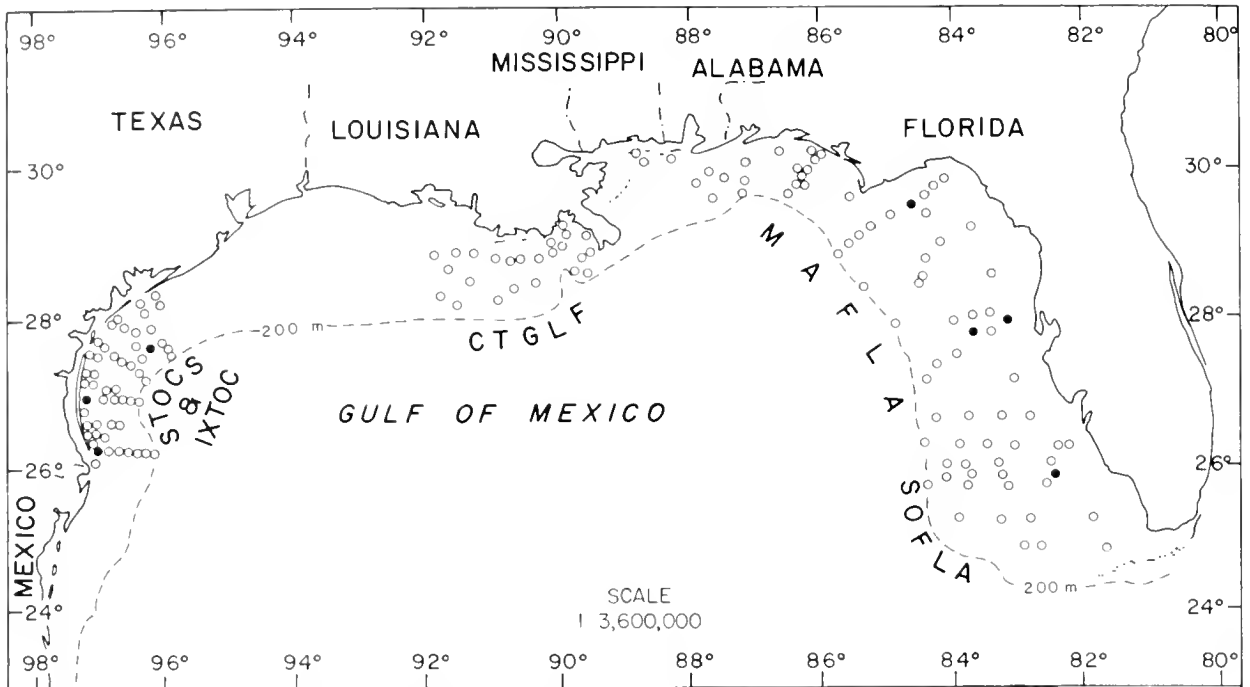 98° 96° 94° 92° 90° 88° 86° 84° 82° 80°
MISSISSIPPI ALABAMA
TEXAS LOUISIANA FLORIDA
30° 30°
MAFLA
28° 200 m CTGLF 28°
STOCS & IXTOC
GULF OF MEXICO
26° 26°
SOFLA
MEXICO
200 m
SCALE
1 3,600,000
24° 24°
98° 96° 94° 92° 90° 88° 86° 84° 82° 80°